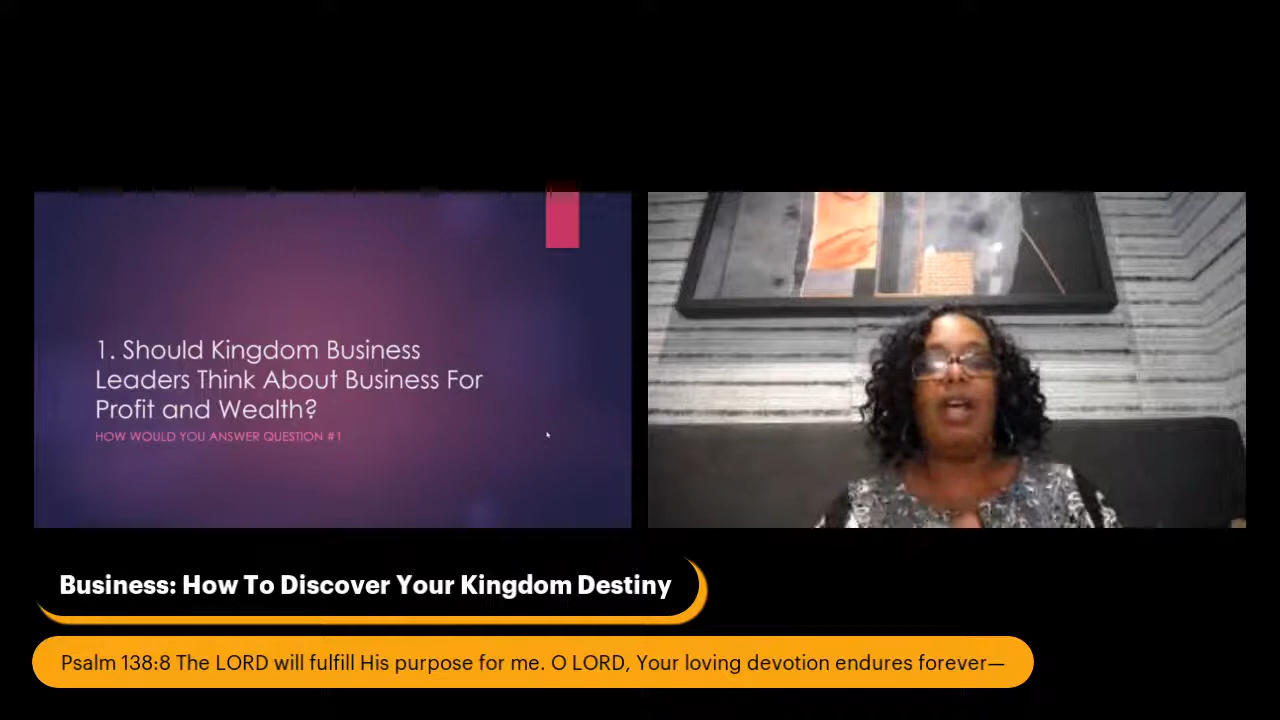 1. Should Kingdom Business
Leaders Think About Business For
Profit and Wealth?
HOW WOULD YOU ANSWER QUESTION #1
Business: How To Discover Your Kingdom Destiny
Psalm 138:8 The LORD will fulfill His purpose for me. O LORD, Your loving devotion endures forever—